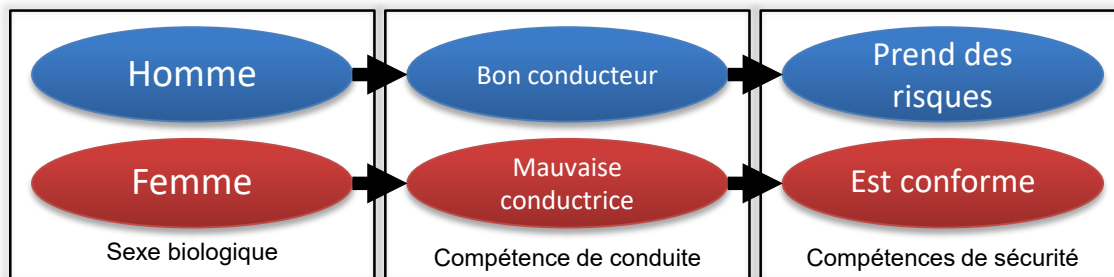 Homme
Bon conducteur
Prend des
risques
Femme
Mauvaise
conductrice
Est conforme
Sexe biologique
Compétence de conduite
Compétences de sécurité